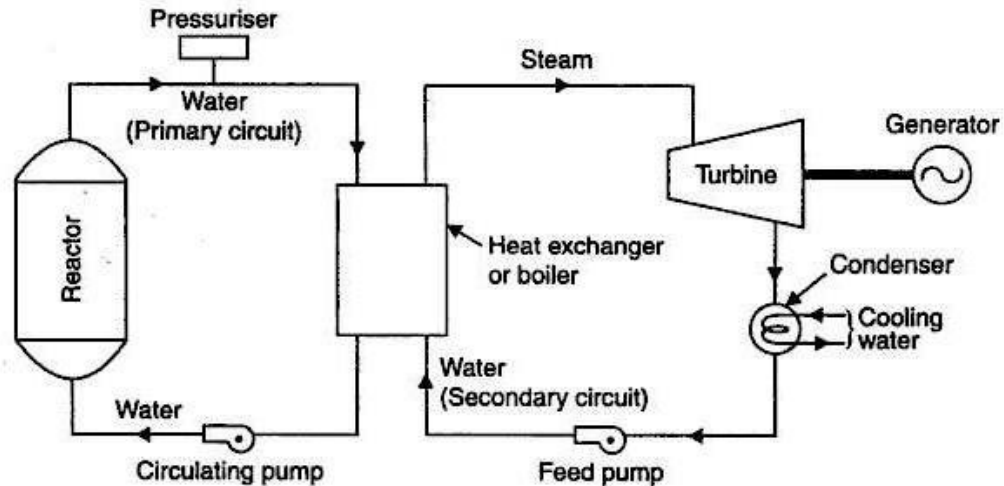 Pressuriser
Water
(Primary circuit)
Steam
Generator
Turbine
Reactor
Heat exchanger
or boiler
Condenser
Cooling
water
Water
(Secondary circuit)
Water
Circulating pump
Feed pump